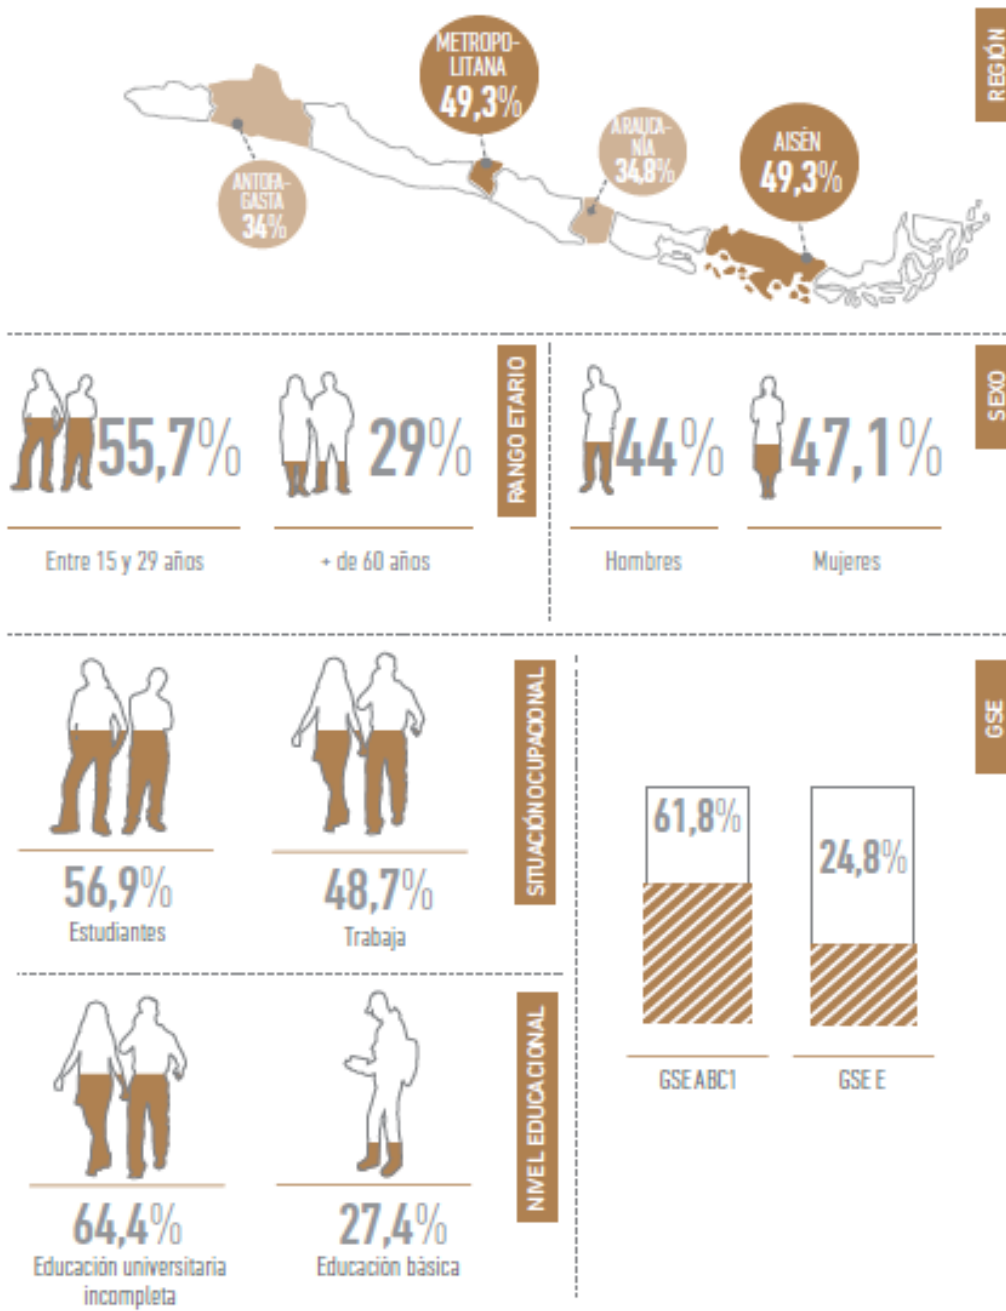 REGIÓN
METROPO-
LITANA
49,3%
ARAUCA-
NÍA
34,8%
AISÉN
49,3%
ANTOFA-
GASTA
34%
RANGO ETARIO
55,7%
Entre 15 y 29 años
29%
+ de 60 años
SEXO
44%
Hombres
47,1%
Mujeres
SITUACIÓN OCUPACIONAL
56,9%
Estudiantes
48,7%
Trabaja
GSE
61,8%
GSE ABC1
24,8%
GSE E
NIVEL EDUCACIONAL
64,4%
Educación universitaria
incompleta
27,4%
Educación básica